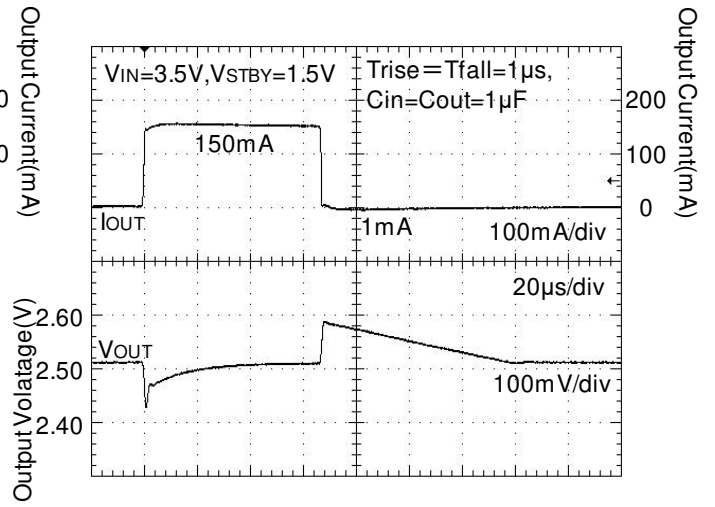 Output Current(mA)
0
0
VIN=3.5V,VSTBY=1.5V
Trise=Tfall=1µs,
Cin=Cout=1µF
150mA
IOUT
1mA
100mA/div
200
100
0
Output Current(mA)
20µs/div
Output Volatage(V)
2.60
2.50
2.40
VOUT
100mV/div